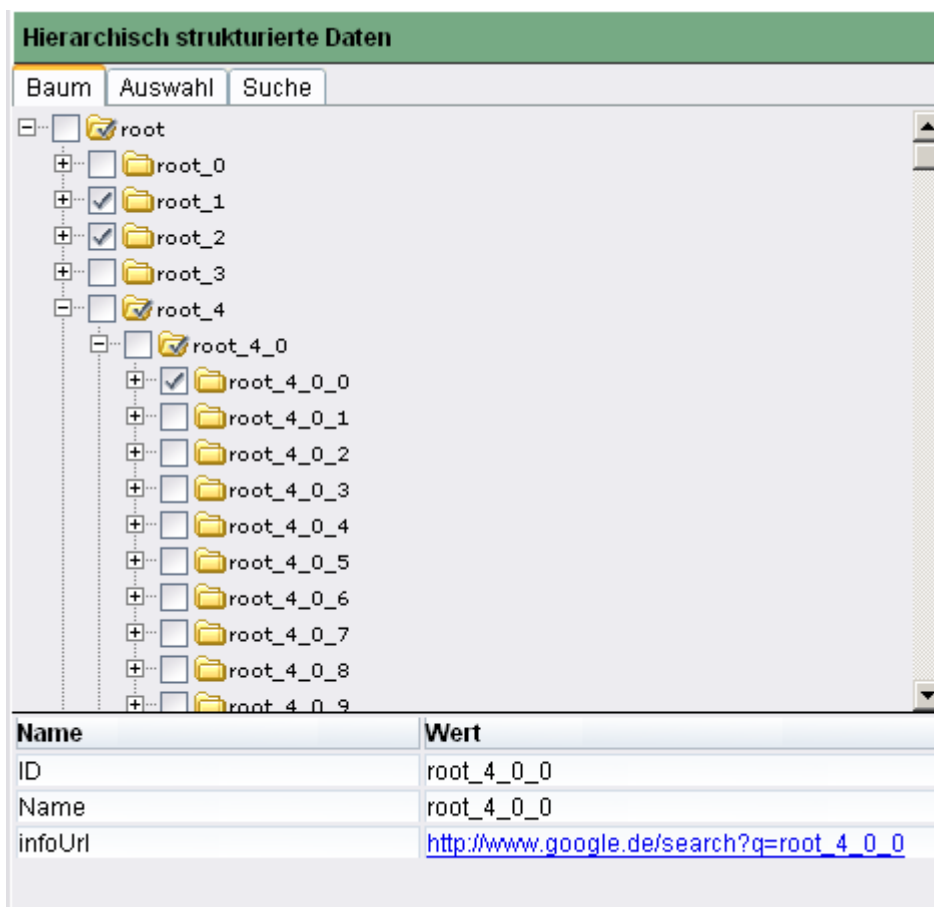 Hierarchisch strukturierte Daten
Baum Auswahl Suche
root
root_0
root_1
root_2
root_3
root_4
root_4_0
root_4_0_0
root_4_0_1
root_4_0_2
root_4_0_3
root_4_0_4
root_4_0_5
root_4_0_6
root_4_0_7
root_4_0_8
root_4_0_9
Name Wert
ID root_4_0_0
Name root_4_0_0
infoUrl http://www.google.de/search?q=root_4_0_0